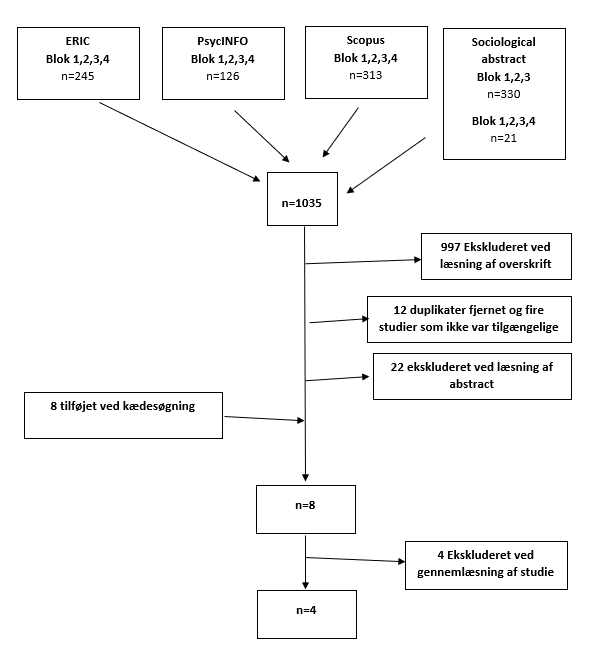 ERIC
Blok 1,2,3,4
n=245
PsycINFO
Blok 1,2,3,4
n=126
Scopus
Blok 1,2,3,4
n=313
Sociological
abstract
Blok 1,2,3
n=330
Blok 1,2,3,4
n=21
n=1035
997 Ekskluderet ved
læsning af overskrift
12 duplikater fjernet og fire
studier som ikke var tilgængelige
22 ekskluderet ved læsning af
abstract
8 tilføjet ved kædesøgning
n=8
4 Ekskluderet ved
gennemlæsning af studie
n=4